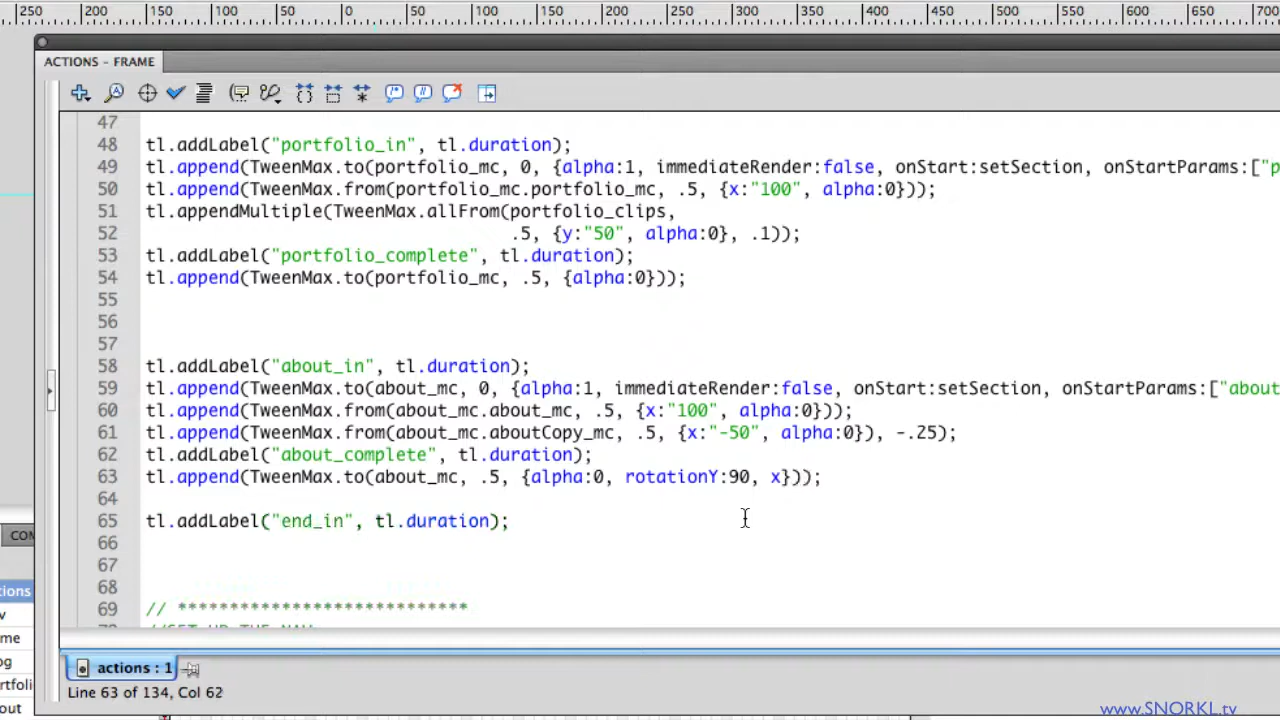 250 200 150 100 50 0 50 100 150 200 250 300 350 400 450 500 550 600 650 700
ACTIONS - FRAME
47
48 tl.addLabel("portfolio_in", tl.duration);
49 tl.append(TweenMax.to(portfolio_mc, 0, {alpha:1, immediateRender:false, onStart:setSection, onStartParams:["p
50 tl.append(TweenMax.from(portfolio_mc.portfolio_mc, .5, {x:"100", alpha:0}));
51 tl.appendMultiple(TweenMax.allFrom(portfolio_clips,
52 .5, {y:"50", alpha:0}, .1));
53 tl.addLabel("portfolio_complete", tl.duration);
54 tl.append(TweenMax.to(portfolio_mc, .5, {alpha:0}));
55
56
57
58 tl.addLabel("about_in", tl.duration);
59 tl.append(TweenMax.to(about_mc, 0, {alpha:1, immediateRender:false, onStart:setSection, onStartParams:["about
60 tl.append(TweenMax.from(about_mc.about_mc, .5, {x:"100", alpha:0}));
61 tl.append(TweenMax.from(about_mc.aboutCopy_mc, .5, {x:"-50", alpha:0}), -.25);
62 tl.addLabel("about_complete", tl.duration);
63 tl.append(TweenMax.to(about_mc, .5, {alpha:0, rotationY:90, x}));
64
65 tl.addLabel("end_in", tl.duration);
66
67
68
69 // ****************************
COM
tions
v
me
og
rtfoli
out
actions : 1
Line 63 of 134, Col 62
www.SNORKL.tv